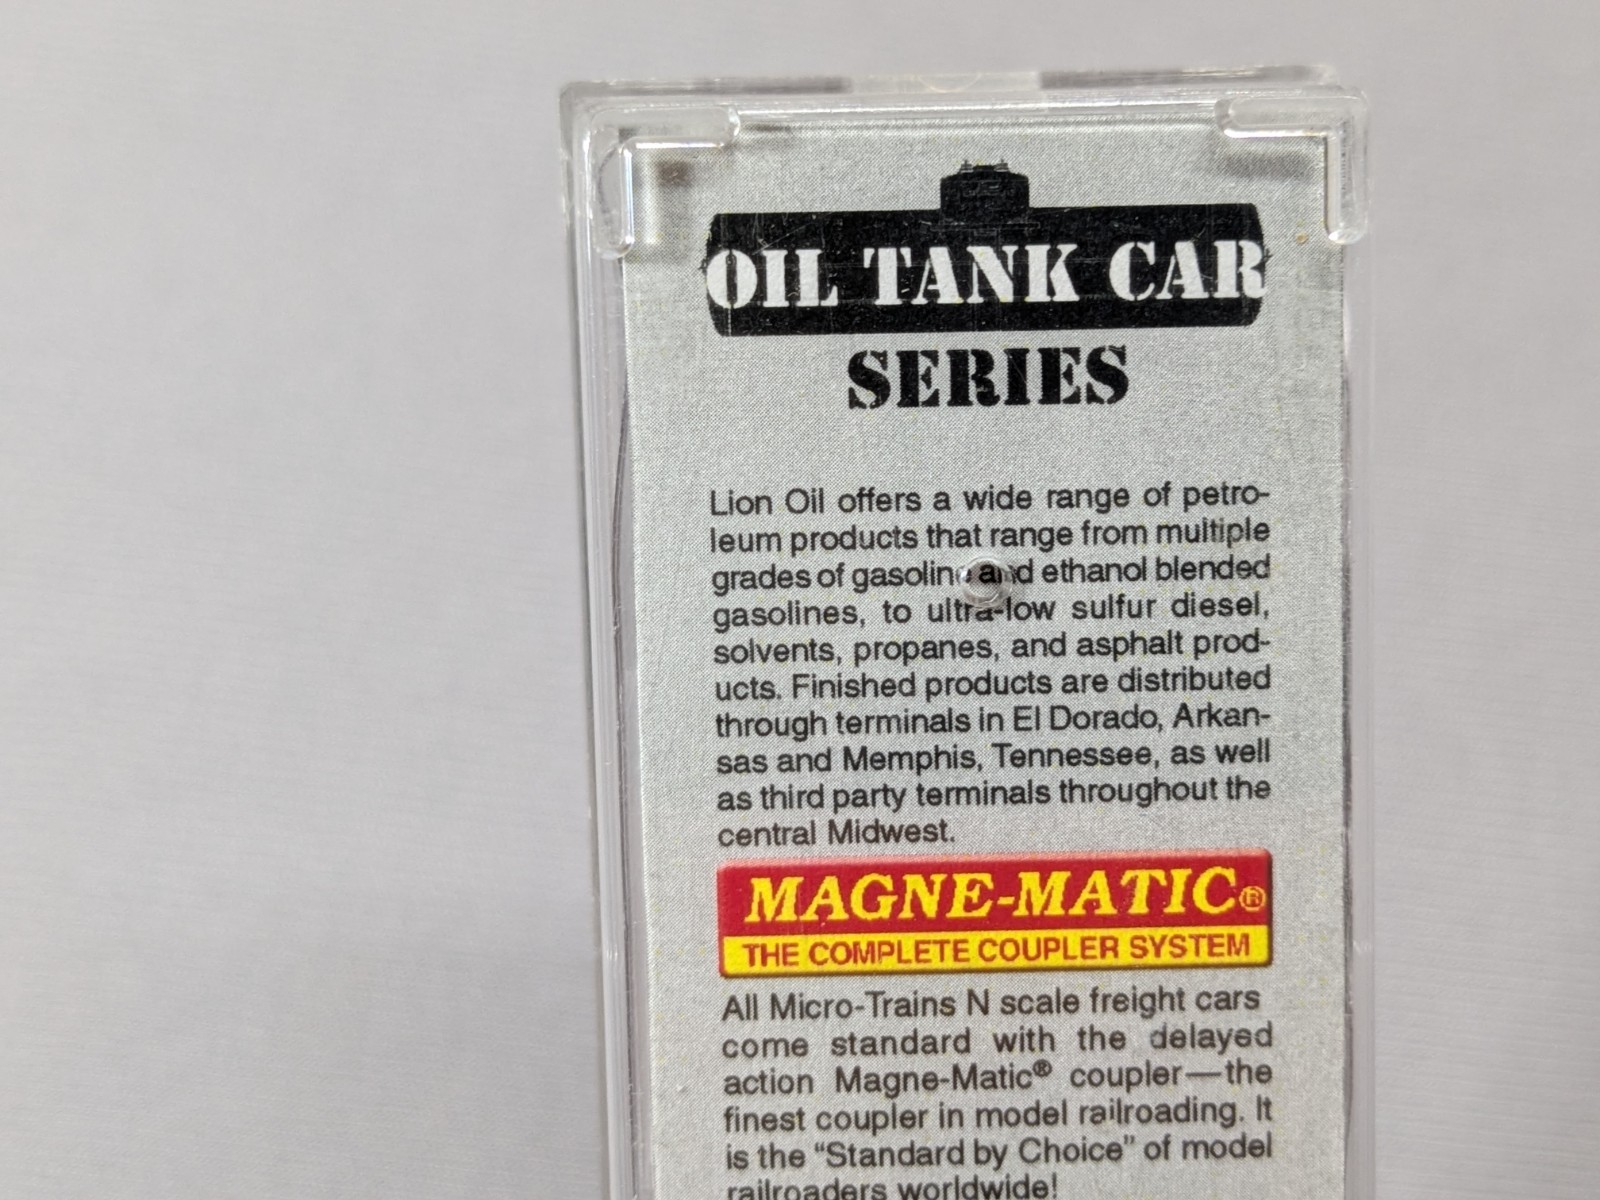 OIL TANK CAR
SERIES
Lion Oil offers a wide range of petro-
leum products that range from multiple
grades of gasoline and ethanol blended
gasolines, to ultra-low sulfur diesel,
solvents, propanes, and asphalt prod-
ucts. Finished products are distributed
through terminals in El Dorado, Arkan-
sas and Memphis, Tennessee, as well
as third party terminals throughout the
central Midwest.
MAGNE-MATIC®
THE COMPLETE COUPLER SYSTEM
All Micro-Trains N scale freight cars
come standard with the delayed
action Magne-Matic® coupler—the
finest coupler in model railroading. It
is the “Standard by Choice” of model
railroaders worldwide!